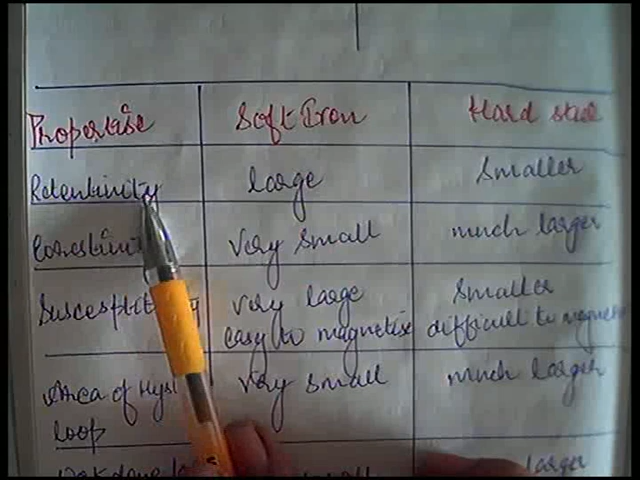 Properties Soft Iron Hard steel
Retentivity large Smaller
very small much larger
very large Smaller
easy to magnetise difficult to
Area of Hyst very small much larger
loop
larger